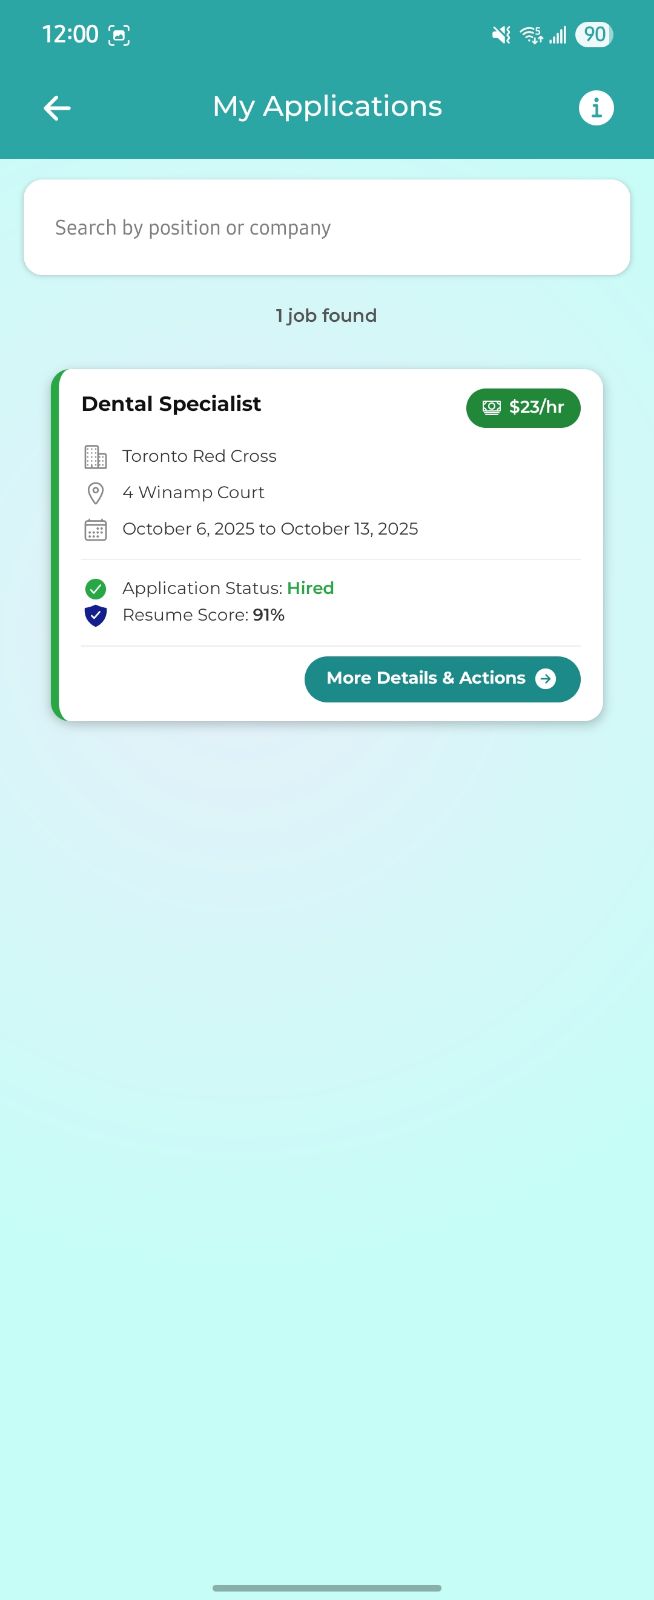 12:00
90
My Applications
Search by position or company
1 job found
Dental Specialist
$23/hr
Toronto Red Cross
4 Winamp Court
October 6, 2025 to October 13, 2025
Application Status: Hired
Resume Score: 91%
More Details & Actions